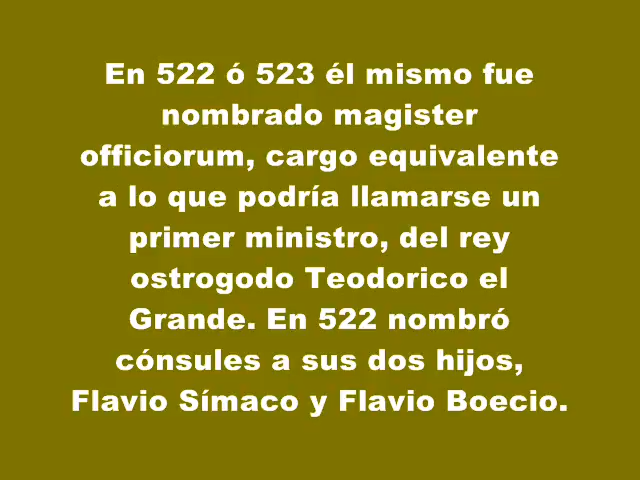 En 522 ó 523 él mismo fue
nombrado magister
officiorum, cargo equivalente
a lo que podría llamarse un
primer ministro, del rey
ostrogodo Teodorico el
Grande. En 522 nombró
cónsules a sus dos hijos,
Flavio Símaco y Flavio Boecio.